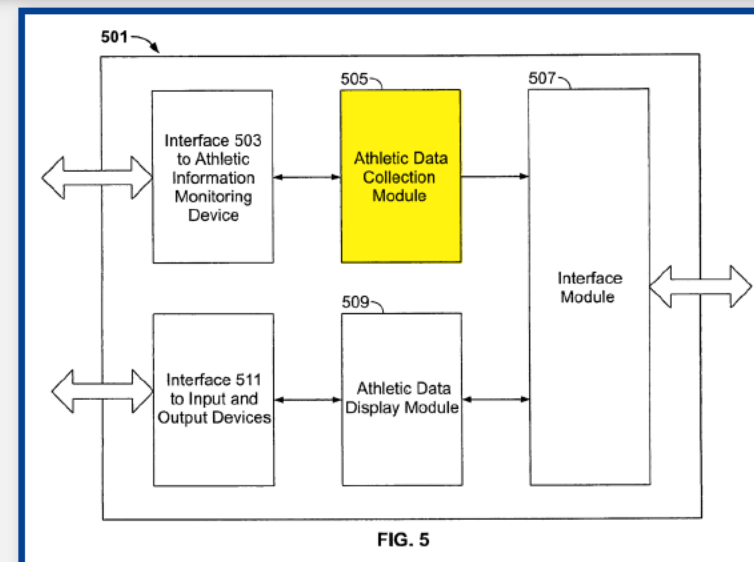 501
505
507
Interface 503
to Athletic
Information
Monitoring
Device
Athletic Data
Collection
Module
Interface
Module
509
Interface 511
to Input and
Output Devices
Athletic Data
Display Module
FIG. 5